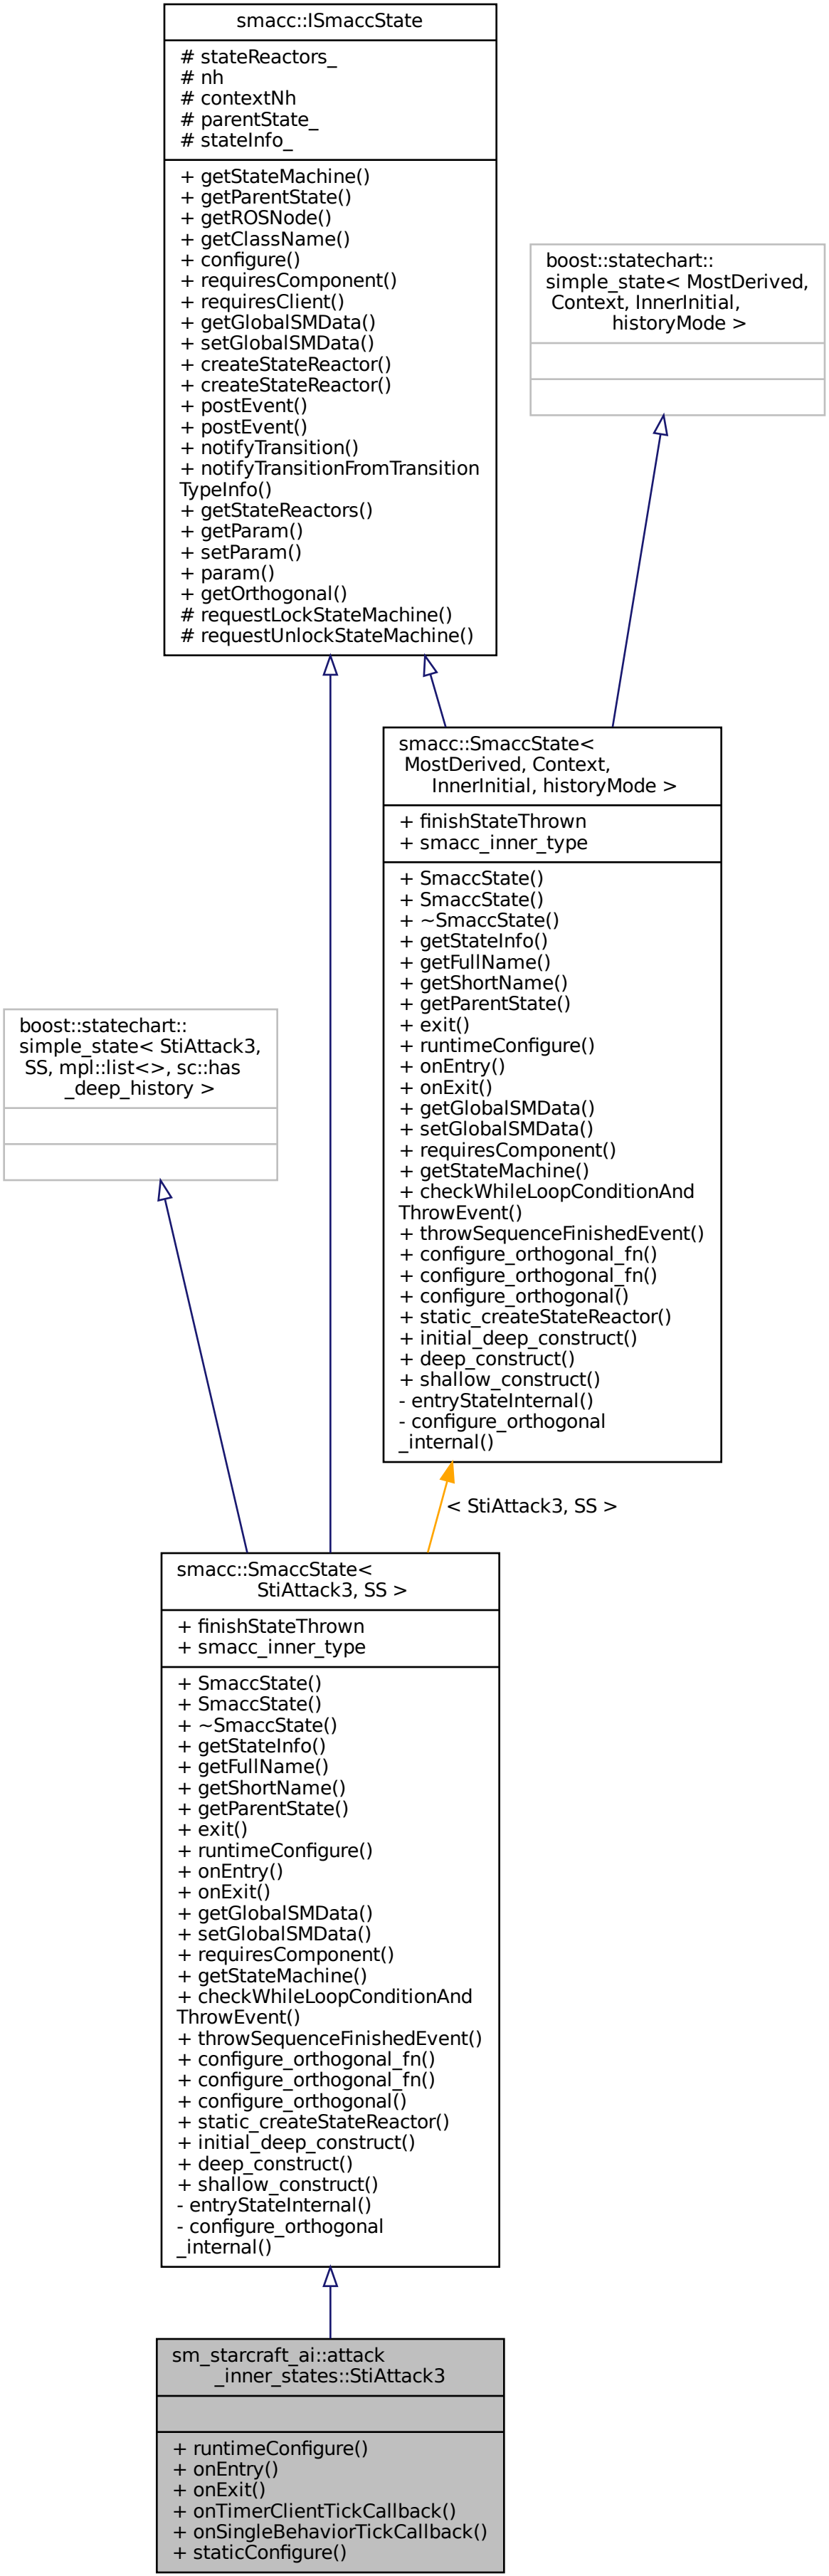 smacc::ISmaccState
# stateReactors_
# nh
# contextNh
# parentState_
# stateInfo_
+ getStateMachine()
+ getParentState()
+ getROSNode()
+ getClassName()
+ configure()
+ requiresComponent()
+ requiresClient()
+ getGlobalSMData()
+ setGlobalSMData()
+ createStateReactor()
+ createStateReactor()
+ postEvent()
+ postEvent()
+ notifyTransition()
+ notifyTransitionFromTransition
TypeInfo()
+ getStateReactors()
+ getParam()
+ setParam()
+ param()
+ getOrthogonal()
# requestLockStateMachine()
# requestUnlockStateMachine()
boost::statechart::
simple_state< MostDerived,
Context, InnerInitial,
historyMode >
smacc::SmaccState<
MostDerived, Context,
InnerInitial, historyMode >
+ finishStateThrown
+ smacc_inner_type
+ SmaccState()
+ SmaccState()
+ ~SmaccState()
+ getStateInfo()
+ getFullName()
+ getShortName()
+ getParentState()
+ exit()
+ runtimeConfigure()
+ onEntry()
+ onExit()
+ getGlobalSMData()
+ setGlobalSMData()
+ requiresComponent()
+ getStateMachine()
+ checkWhileLoopConditionAnd
ThrowEvent()
+ throwSequenceFinishedEvent()
+ configure_orthogonal_fn()
+ configure_orthogonal_fn()
+ configure_orthogonal()
+ static_createStateReactor()
+ initial_deep_construct()
+ deep_construct()
+ shallow_construct()
- entryStateInternal()
- configure_orthogonal
_internal()
boost::statechart::
simple_state< StiAttack3,
SS, mpl::list<>, sc::has
_deep_history >
< StiAttack3, SS >
smacc::SmaccState<
StiAttack3, SS >
+ finishStateThrown
+ smacc_inner_type
+ SmaccState()
+ SmaccState()
+ ~SmaccState()
+ getStateInfo()
+ getFullName()
+ getShortName()
+ getParentState()
+ exit()
+ runtimeConfigure()
+ onEntry()
+ onExit()
+ getGlobalSMData()
+ setGlobalSMData()
+ requiresComponent()
+ getStateMachine()
+ checkWhileLoopConditionAnd
ThrowEvent()
+ throwSequenceFinishedEvent()
+ configure_orthogonal_fn()
+ configure_orthogonal_fn()
+ configure_orthogonal()
+ static_createStateReactor()
+ initial_deep_construct()
+ deep_construct()
+ shallow_construct()
- entryStateInternal()
- configure_orthogonal
_internal()
sm_starcraft_ai::attack
_inner_states::StiAttack3
+ runtimeConfigure()
+ onEntry()
+ onExit()
+ onTimerClientTickCallback()
+ onSingleBehaviorTickCallback()
+ staticConfigure()